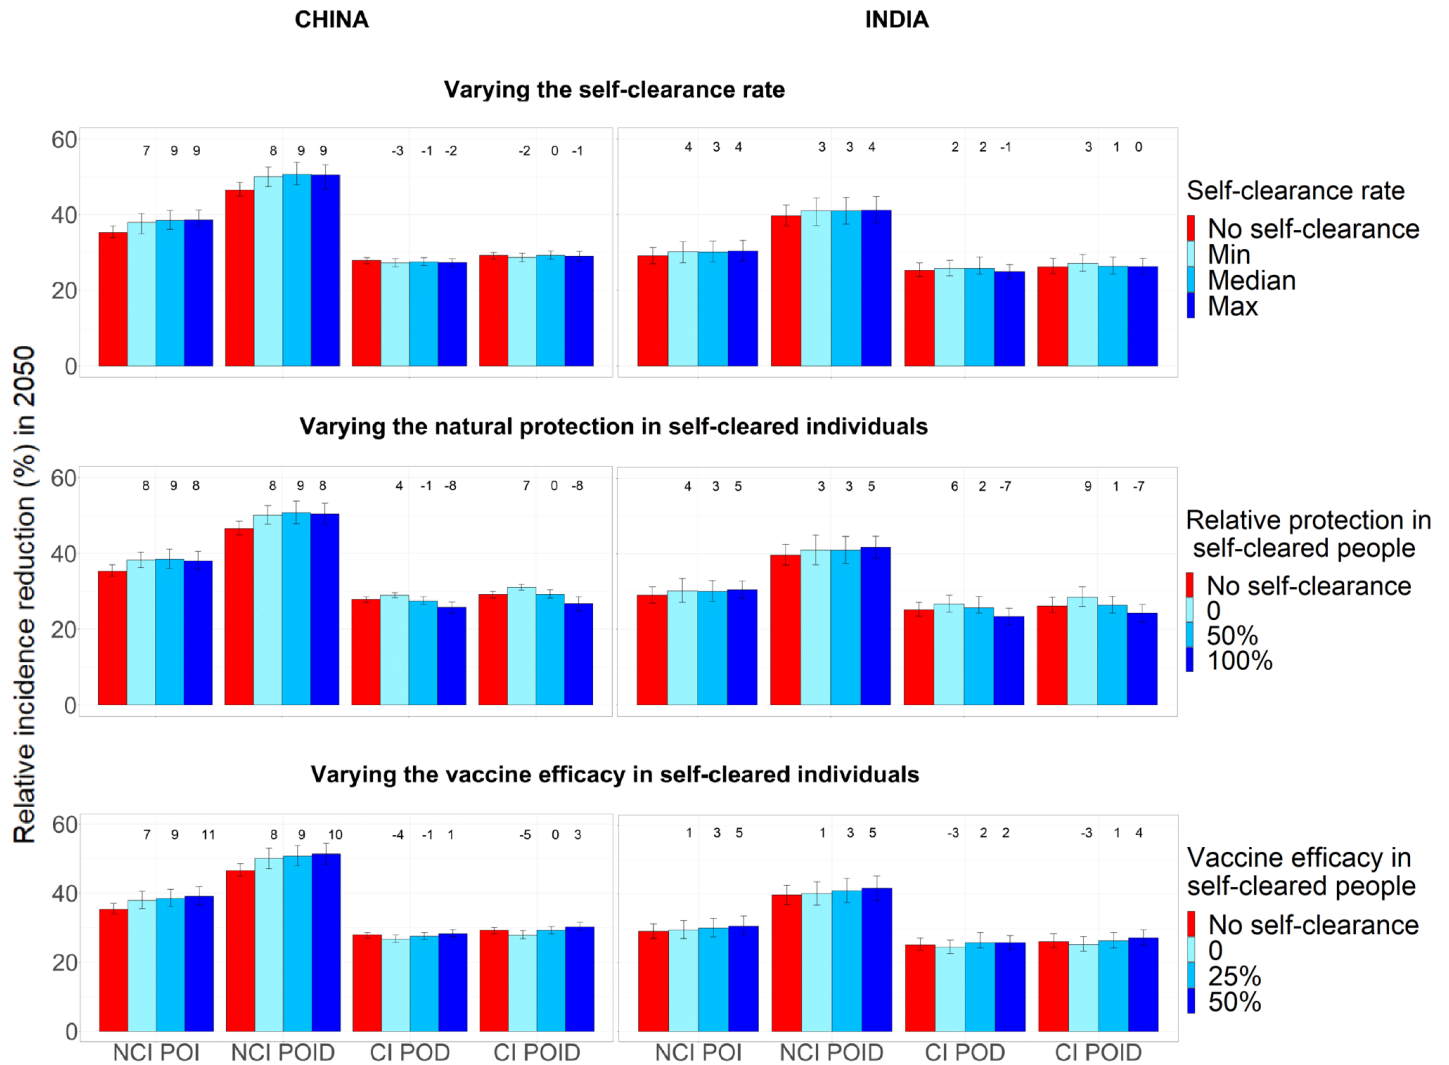 CHINA INDIA
Varying the self-clearance rate
60
40
20
0
7 9 9 8 9 9 -3 -1 -2 -2 0 -1
4 3 4 3 3 4 2 2 -1 3 1 0
Self-clearance rate
No self-clearance
Min
Median
Max
Relative incidence reduction (%) in 2050
Varying the natural protection in self-cleared individuals
60
40
20
0
8 9 8 8 9 8 4 -1 -8 7 0 -8
4 3 5 3 3 5 6 2 -7 9 1 -7
Relative protection in
self-cleared people
No self-clearance
0
50%
100%
Varying the vaccine efficacy in self-cleared individuals
60
40
20
0
7 9 11 8 9 10 -4 -1 1 -5 0 3
1 3 5 1 3 5 -3 2 2 -3 1 4
Vaccine efficacy in
self-cleared people
No self-clearance
0
25%
50%
NCI POI NCI POID CI POD CI POID NCI POI NCI POID CI POD CI POID